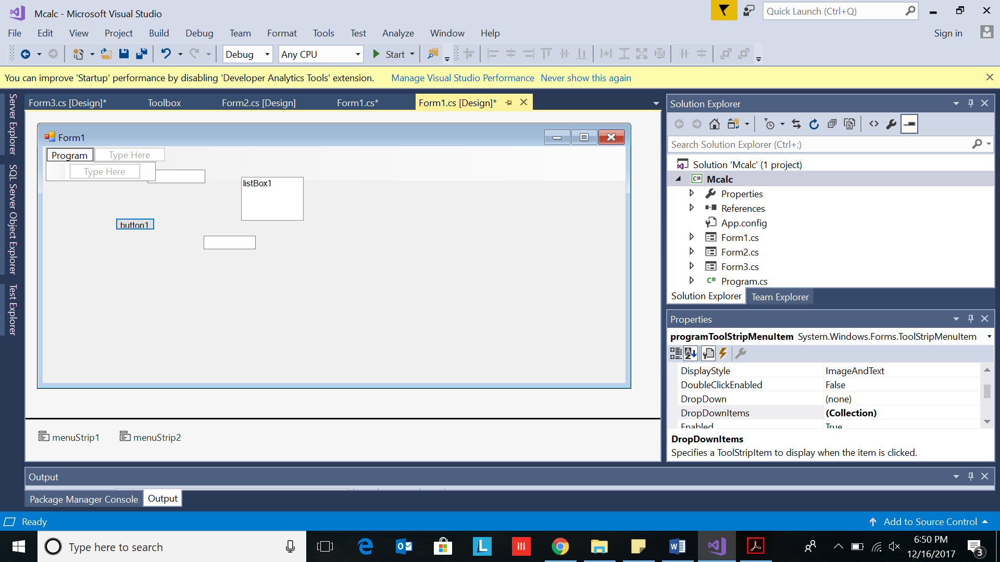 Mcalc - Microsoft Visual Studio
Quick Launch (Ctrl+Q)
File Edit View Project Build Debug Team Format Tools Test Analyze Window Help
Sign in
Debug Any CPU Start
You can improve 'Startup' performance by disabling 'Developer Analytics Tools' extension. Manage Visual Studio Performance Never show this again
Server Explorer
SQL Server Object Explorer
Test Explorer
Form3.cs [Design]* Toolbox Form2.cs [Design] Form1.cs* Form1.cs [Design]*
Form1
Program Type Here
Type Here
listBox1
button1
menuStrip1 menuStrip2
Solution Explorer
Search Solution Explorer (Ctrl+;)
Solution 'Mcalc' (1 project)
C# Mcalc
Properties
References
App.config
Form1.cs
Form2.cs
Form3.cs
C# Program.cs
Solution Explorer Team Explorer
Properties
programToolStripMenuItem System.Windows.Forms.ToolStripMenuItem
DisplayStyle ImageAndText
DoubleClickEnabled False
DropDown (none)
DropDownItems (Collection)
Enabled True
DropDownItems
Specifies a ToolStripItem to display when the item is clicked.
Output
Package Manager Console Output
Ready
Add to Source Control
Type here to search
6:50 PM
12/16/2017
3